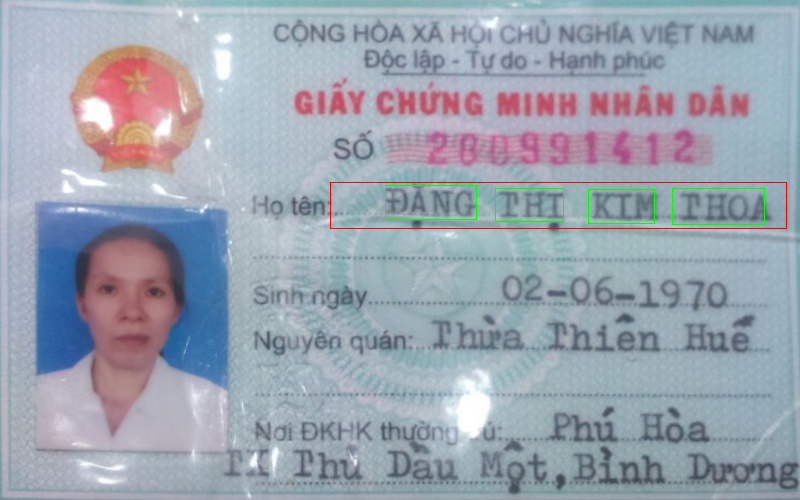 CỘNG HÒA XÃ HỘI CHỦ NGHĨA VIỆT NAM
Độc lập - Tự do - Hạnh phúc
GIẤY CHỨNG MINH NHÂN DÂN
SỐ 280991412
Họ tên: ĐẶNG THỊ KIM THOA
Sinh ngày 02-06-1970
Nguyên quán: Thừa Thiên Huế
Nơi ĐKHK thường trú: Phú Hòa
TX Thủ Dầu Một, Bình Dương